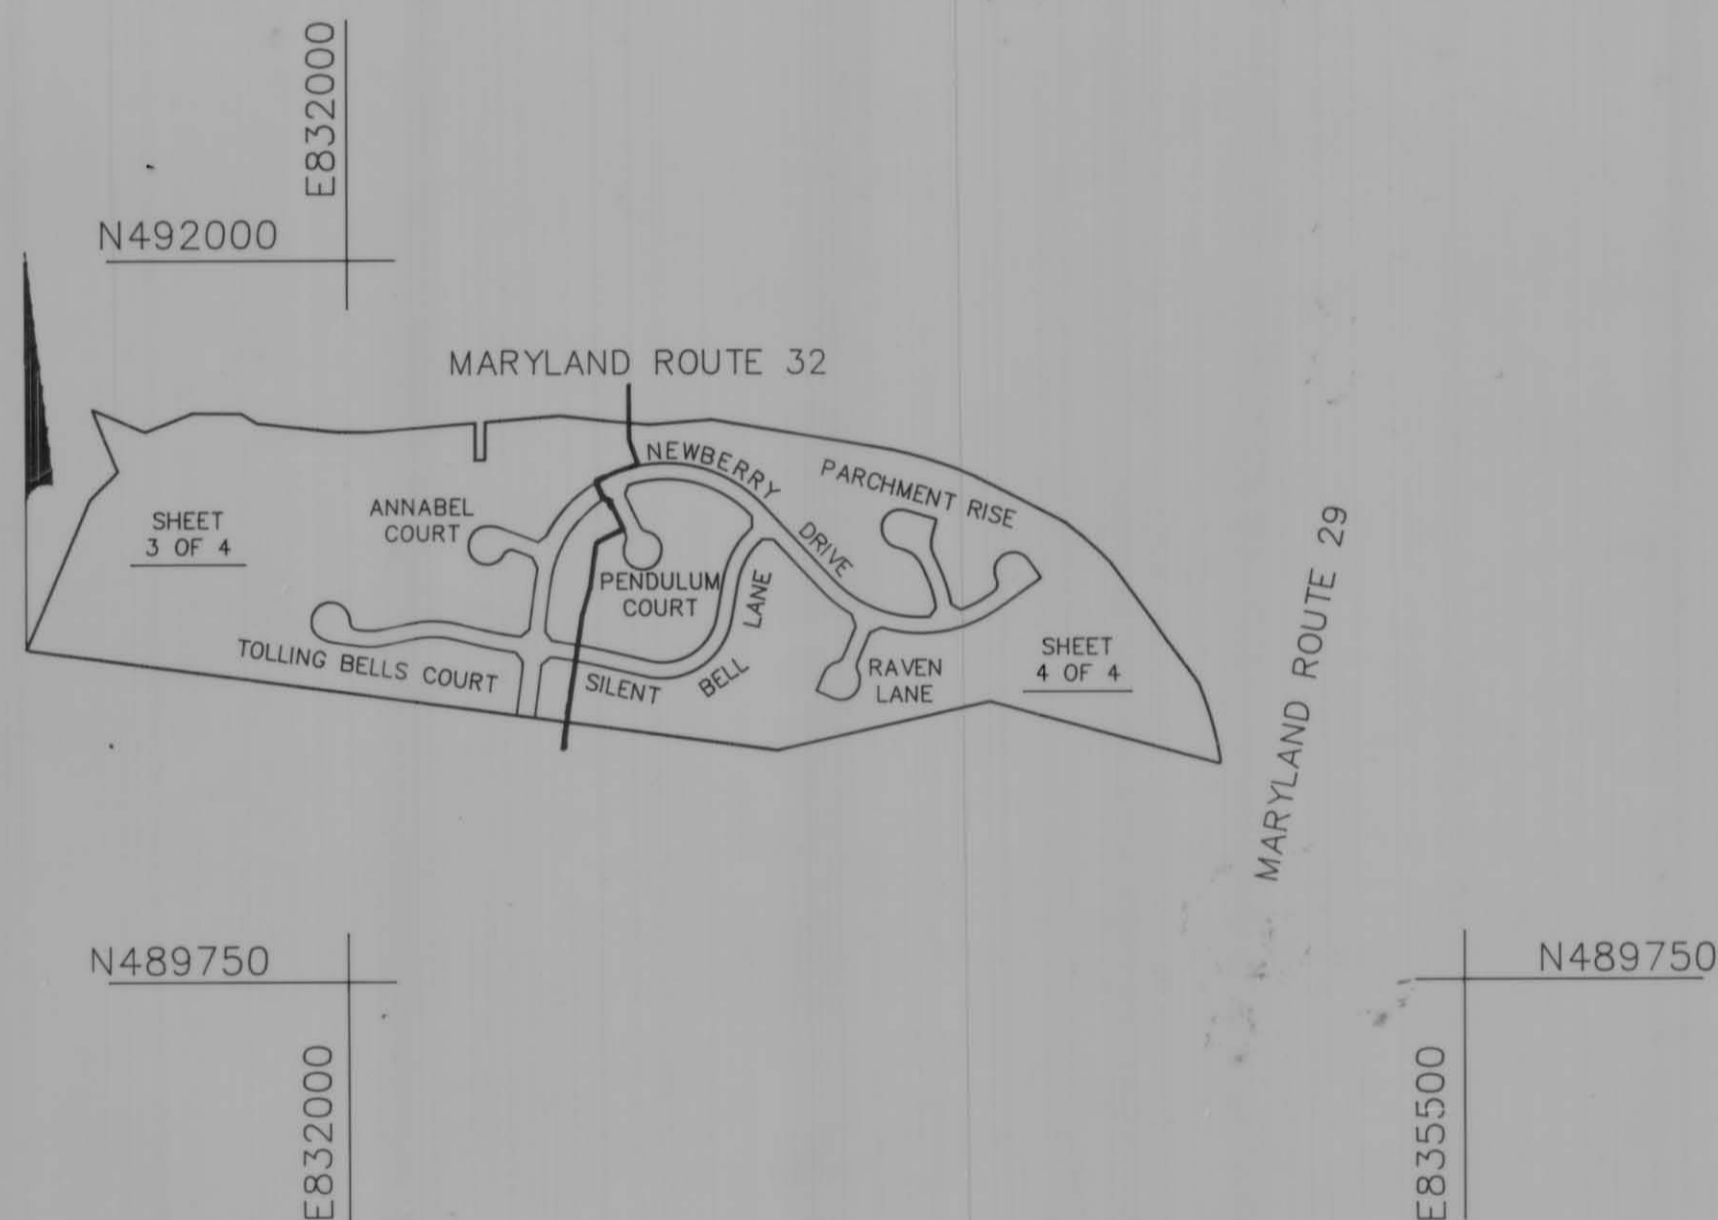 E832000
N492000
MARYLAND ROUTE 32
NEWBERRY DRIVE
PARCHMENT RISE
ANNABEL
COURT
SHEET
3 OF 4
PENDULUM
COURT
SILENT BELL LANE
TOLLING BELLS COURT
RAVEN
LANE
SHEET
4 OF 4
MARYLAND ROUTE 29
N489750
N489750
E832000
E835500